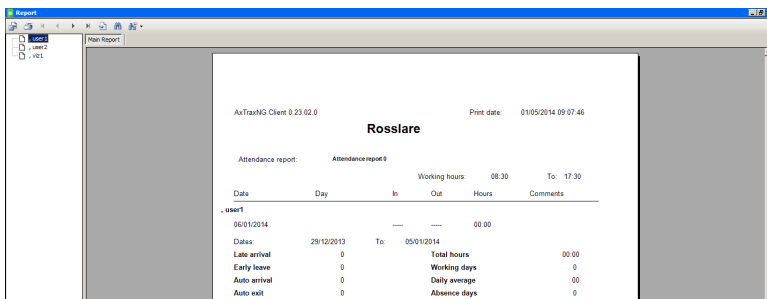 Report
, user1
, user2
, viz1
Main Report
AxTraxNG Client 0.23.02.0 Print date: 01/05/2014 09:07:46
Rosslare
Attendance report: Attendance report 0
Working hours: 08:30 To: 17:30
Date Day In Out Hours Comments
, user1
06/01/2014 ----- ----- 00:00
Dates: 29/12/2013 To: 05/01/2014
Late arrival 0 Total hours 00:00
Early leave 0 Working days 0
Auto arrival 0 Daily average 00
Auto exit 0 Absence days 0